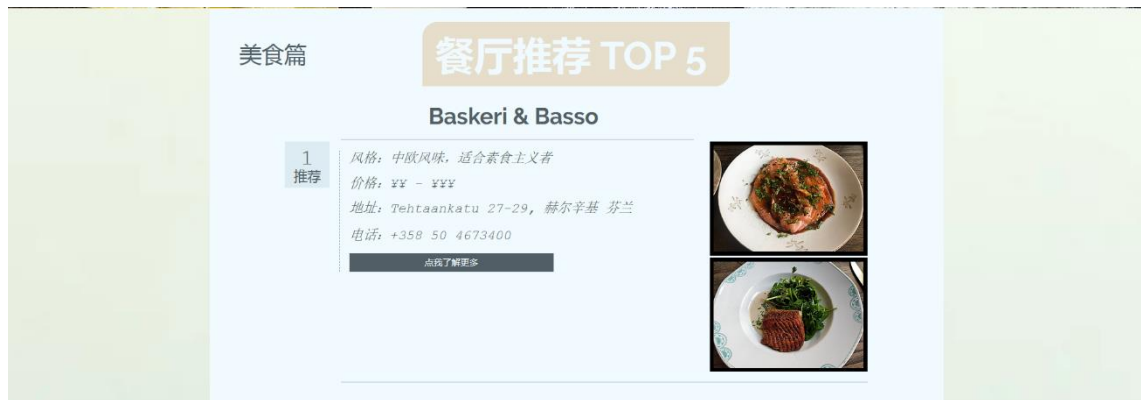 美食篇
餐厅推荐 TOP 5
Baskeri & Basso
1
推荐
风格：中欧风味，适合素食主义者
价格：¥¥ - ¥¥¥
地址：Tehtaankatu 27-29, 赫尔辛基 芬兰
电话：+358 50 4673400
点我了解更多